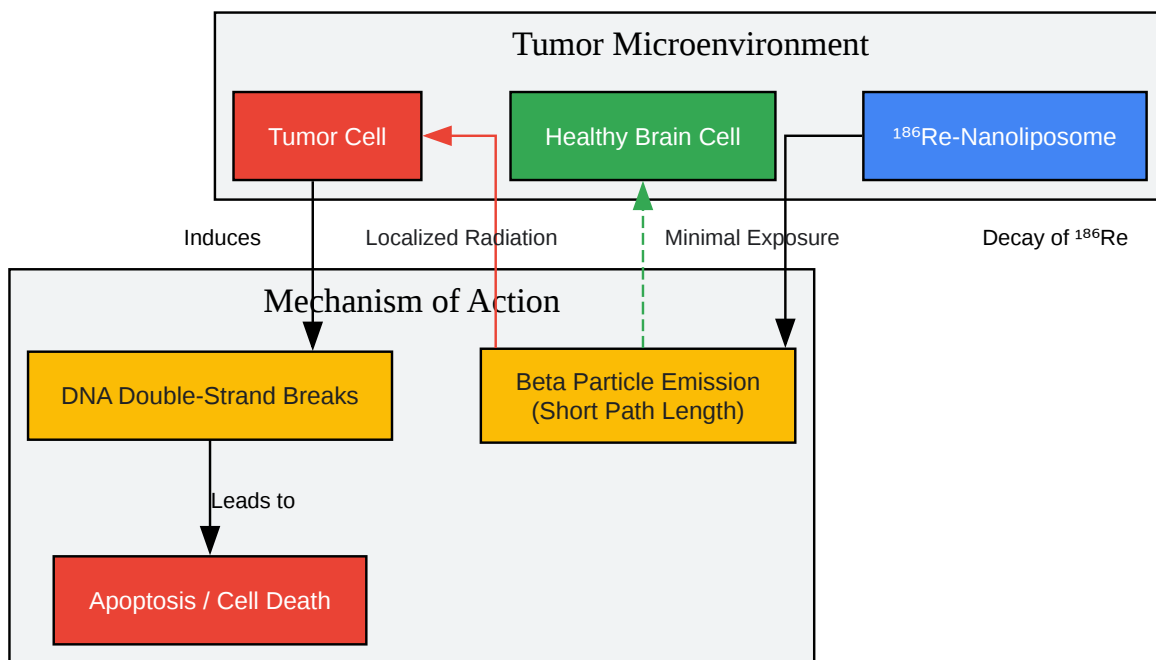 Tumor Microenvironment
Tumor Cell
Healthy Brain Cell
¹⁸⁶Re-Nanoliposome
Induces
Localized Radiation
Minimal Exposure
Decay of ¹⁸⁶Re
Mechanism of Action
DNA Double-Strand Breaks
Beta Particle Emission
(Short Path Length)
Leads to
Apoptosis / Cell Death